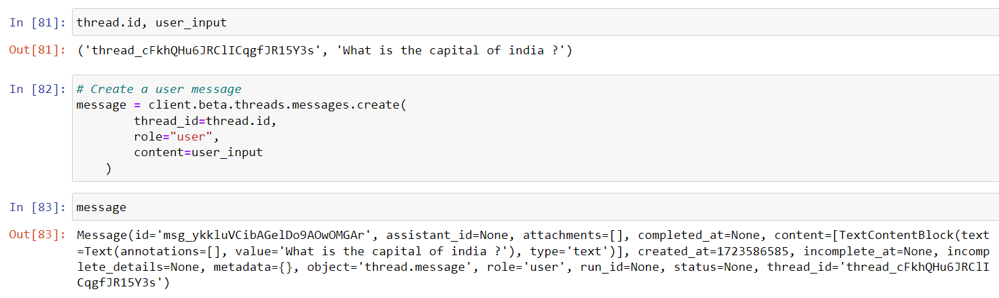 In [81]: thread.id, user_input
Out[81]: ('thread_cFkhQHu6JRClICqgfJR15Y3s', 'What is the capital of india ?')
In [82]: # Create a user message
message = client.beta.threads.messages.create(
        thread_id=thread.id,
        role="user",
        content=user_input
    )
In [83]: message
Out[83]: Message(id='msg_ykkluVCibAGelDo9AOwOMGAr', assistant_id=None, attachments=[], completed_at=None, content=[TextContentBlock(text
=Text(annotations=[], value='What is the capital of india ?'), type='text')], created_at=1723586585, incomplete_at=None, incomp
lete_details=None, metadata={}, object='thread.message', role='user', run_id=None, status=None, thread_id='thread_cFkhQHu6JRClI
CqgfJR15Y3s')